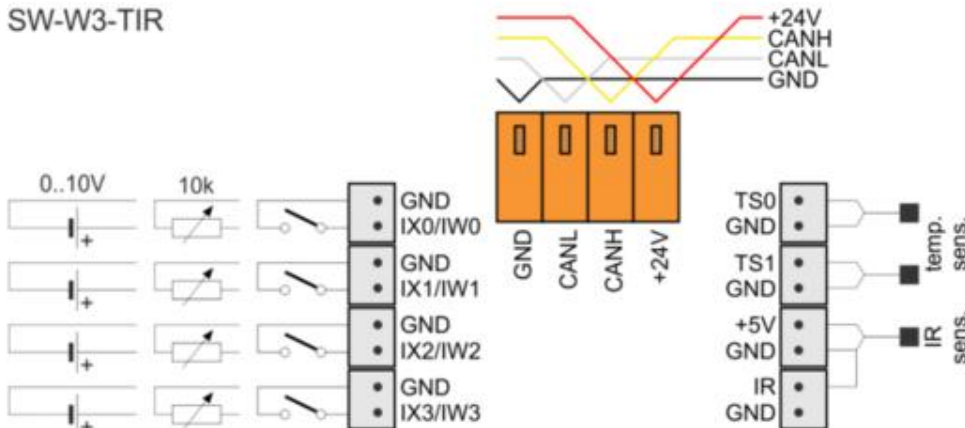 SW-W3-TIR
+24V
CANH
CANL
GND
0..10V
10k
GND
IX0/IW0
GND
IX1/IW1
GND
IX2/IW2
GND
IX3/IW3
+
+
+
+
GND
CANL
CANH
+24V
TS0
GND
TS1
GND
+5V
GND
IR
GND
temp.
sens.
IR
sens.